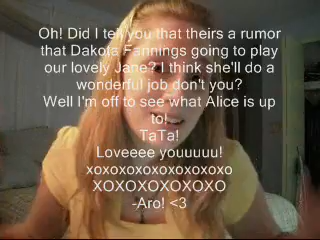 Oh! Did I tell you that theirs a rumor
that Dakota Fannings going to play
our lovely Jane? I think she'll do a
wonderful job don't you?
Well I'm off to see what Alice is up
to!
TaTa!
Loveeee youuuuu!
xoxoxoxoxoxoxoxoxo
XOXOXOXOXOXO
-Aro! <3